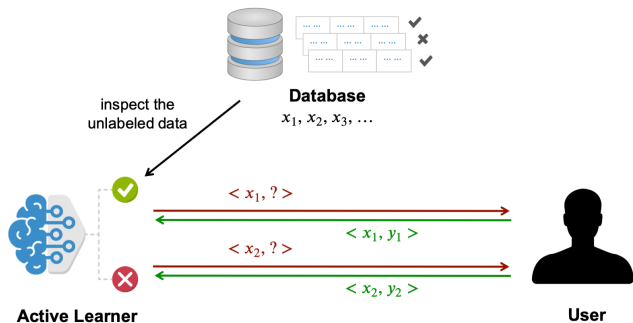 ... ... ... ... ... ...
... ... ... ... ... ...
... ... ... ... ... ...
Database
x₁, x₂, x₃, …
inspect the
unlabeled data
< x₁, ? >
< x₁, y₁ >
< x₂, ? >
< x₂, y₂ >
Active Learner
User